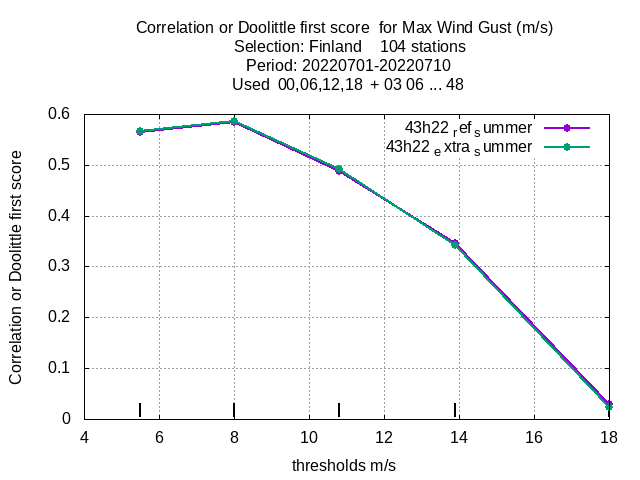 Correlation or Doolittle first score  for Max Wind Gust (m/s)
Selection: Finland    104 stations
Period: 20220701-20220710
Used  00,06,12,18  + 03 06 ... 48
43h22 ref summer
43h22 extra summer
Correlation or Doolittle first score
0.6
0.5
0.4
0.3
0.2
0.1
0
4 6 8 10 12 14 16 18
thresholds m/s